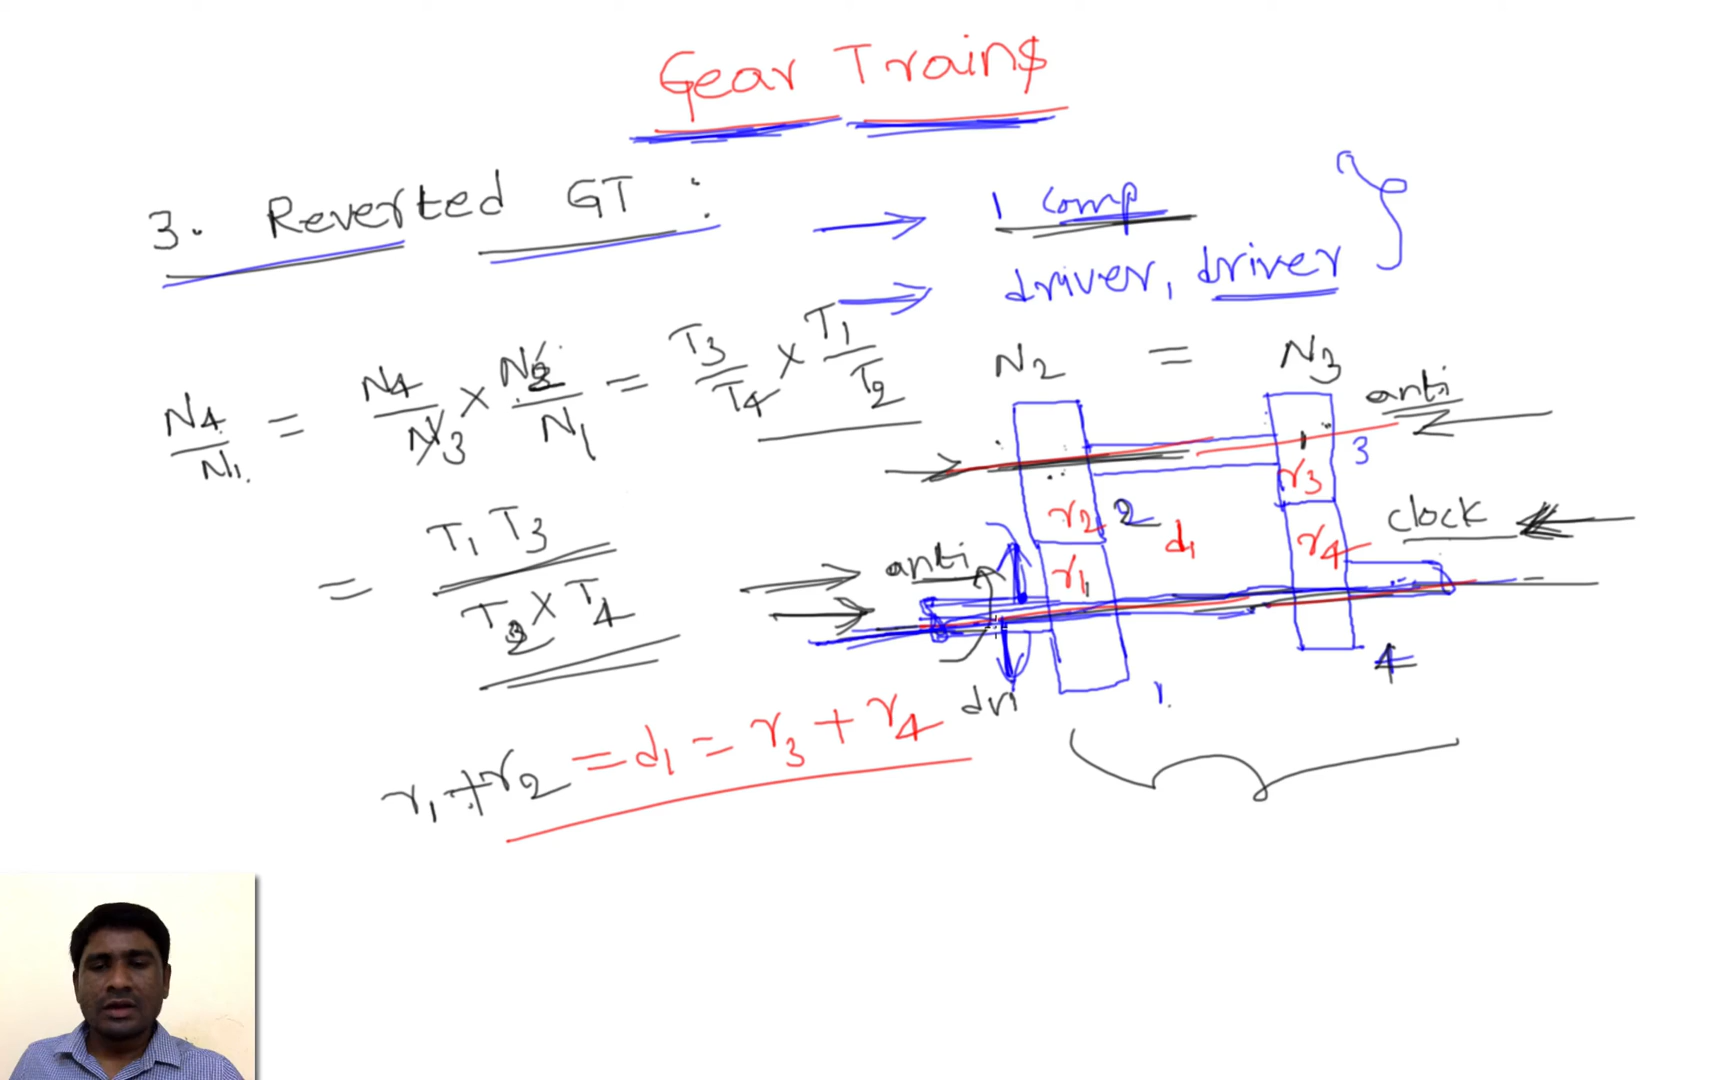 Gear Trains
3. Reverted GT :
1 comp
driver, driver
N4/N1 = N4/N3 × N2/N1 = T3/T4 × T1/T2
N2 = N3
anti
3
r3
r2 2 d1
clock
r4
= T1 T3 / T2 × T4
anti
r1
4
1.
dri
r1 + r2 = d1 = r3 + r4